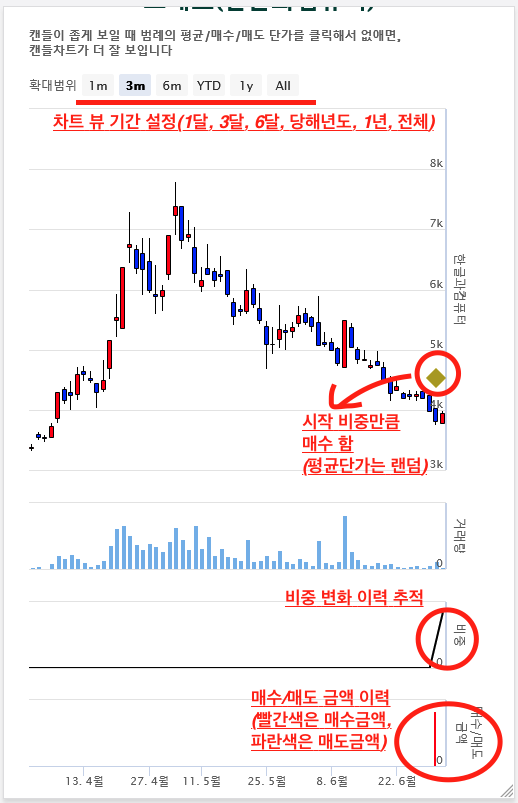 캔들이 좁게 보일 때 범례의 평균/매수/매도 단가를 클릭해서 없애면,
캔들차트가 더 잘 보입니다
확대범위 1m 3m 6m YTD 1y All
차트 뷰 기간 설정(1달, 3달, 6달, 당해년도, 1년, 전체)
8k
7k
6k
한글과컴퓨터
5k
4k
시작 비중만큼
매수 함
(평균단가는 랜덤)
3k
거래량
0
비중 변화 이력 추적
비중
0
매수/매도 금액 이력
(빨간색은 매수금액,
파란색은 매도금액)
매수/매도
금액
0
13. 4월 27. 4월 11. 5월 25. 5월 8. 6월 22. 6월